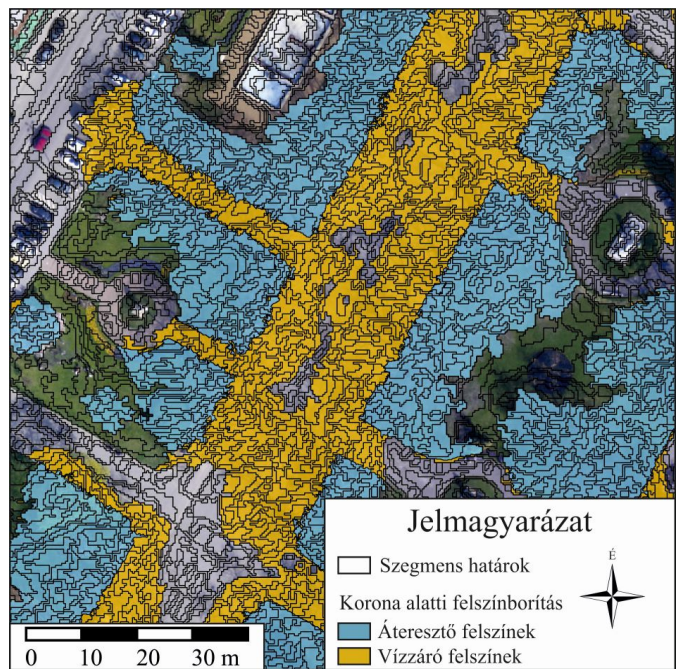 Jelmagyarázat
É
Szegmens határok
Korona alatti felszínborítás
Áteresztő felszínek
Vízzáró felszínek
0 10 20 30 m